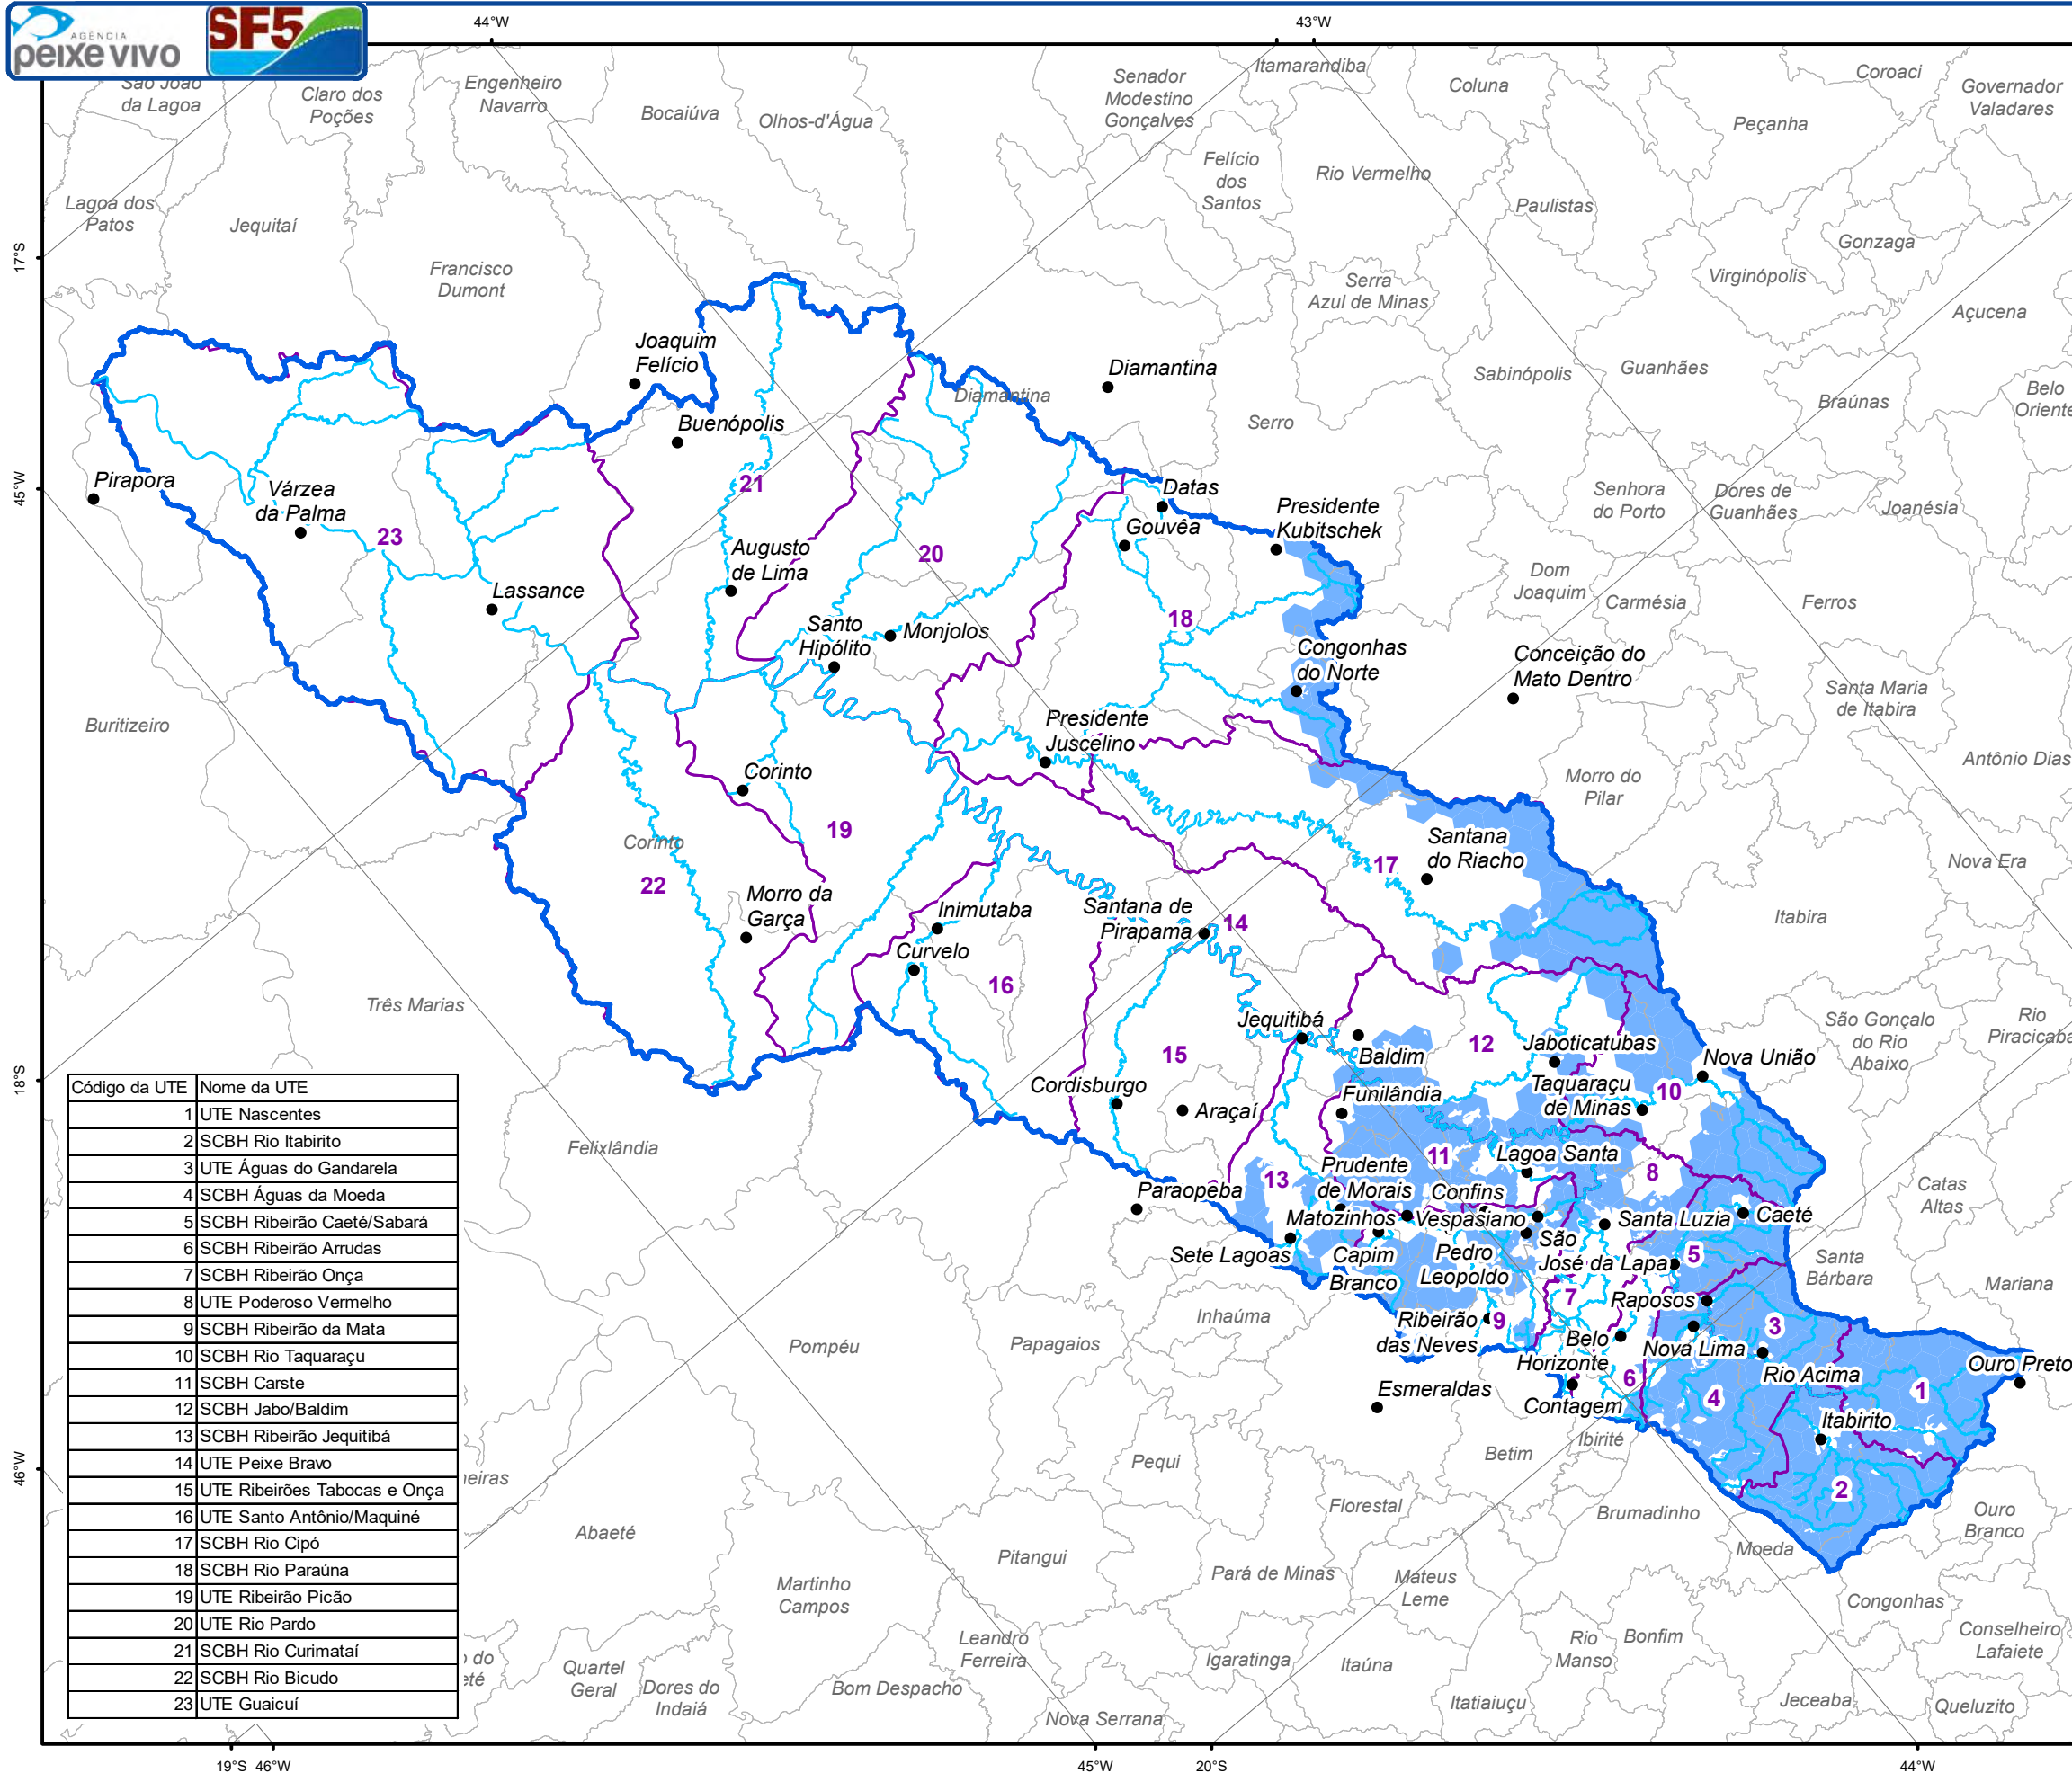 AGÊNCIA
peixe vivo
SF5
44°W
43°W
São João
da Lagoa
Claro dos
Poções
Engenheiro
Navarro
Bocaiúva
Olhos-d'Água
Senador
Modestino
Gonçalves
Itamarandiba
Coluna
Coroaci
Governador
Valadares
Peçanha
Felício
dos
Santos
Rio Vermelho
Paulistas
Lagoa dos
Patos
Jequitaí
Gonzaga
17°S
Francisco
Dumont
Serra
Azul de Minas
Virginópolis
Açucena
Joaquim
Felício
Diamantina
Diamantina
Sabinópolis
Guanhães
Braúnas
Belo
Oriente
Buenópolis
Serro
45°W
Pirapora
Várzea
da Palma
21
Datas
Gouvêa
Presidente
Kubitschek
Senhora
do Porto
Dores de
Guanhães
Joanésia
23
Augusto
de Lima
20
Lassance
Dom
Joaquim
Carmésia
Ferros
Santo
Hipólito
Monjolos
18
Congonhas
do Norte
Conceição do
Mato Dentro
Santa Maria
de Itabira
Buritizeiro
Presidente
Juscelino
Antônio Dias
Corinto
Morro do
Pilar
19
Corinto
Santana
do Riacho
22
17
Nova Era
Morro da
Garça
Inimutaba
Santana de
Pirapama
14
Itabira
Curvelo
16
Três Marias
Jequitibá
São Gonçalo
do Rio
Abaixo
Rio
Piracicaba
15
Baldim
12
Jaboticatubas
Nova União
18°S
Cordisburgo
Araçaí
Funilândia
Taquaraçu
de Minas
10
Felixlândia
11
Lagoa Santa
8
13
Prudente
de Morais
Confins
Paraopeba
Matozinhos
Vespasiano
Santa Luzia
Caeté
Catas
Altas
Sete Lagoas
Capim
Branco
Pedro
Leopoldo
São
José da Lapa
5
Santa
Bárbara
Mariana
Inhaúma
7
Raposos
Pompéu
Papagaios
Ribeirão
das Neves
9
Belo
Horizonte
Nova Lima
3
Rio Acima
Ouro Preto
Esmeraldas
Contagem
6
4
1
Itabirito
Ibirité
Betim
46°W
eiras
Pequi
2
Florestal
Brumadinho
Ouro
Branco
Abaeté
Pitangui
Moeda
Pará de Minas
Mateus
Leme
Martinho
Campos
Congonhas
Conselheiro
Lafaiete
Leandro
Ferreira
Rio
Manso
Bonfim
do
eté
Quartel
Geral
Dores do
Indaiá
Bom Despacho
Igaratinga
Itaúna
Itatiaiuçu
Jeceaba
Queluzito
Nova Serrana
Código da UTE Nome da UTE
1 UTE Nascentes
2 SCBH Rio Itabirito
3 UTE Águas do Gandarela
4 SCBH Águas da Moeda
5 SCBH Ribeirão Caeté/Sabará
6 SCBH Ribeirão Arrudas
7 SCBH Ribeirão Onça
8 UTE Poderoso Vermelho
9 SCBH Ribeirão da Mata
10 SCBH Rio Taquaraçu
11 SCBH Carste
12 SCBH Jabo/Baldim
13 SCBH Ribeirão Jequitibá
14 UTE Peixe Bravo
15 UTE Ribeirões Tabocas e Onça
16 UTE Santo Antônio/Maquiné
17 SCBH Rio Cipó
18 SCBH Rio Paraúna
19 UTE Ribeirão Picão
20 UTE Rio Pardo
21 SCBH Rio Curimataí
22 SCBH Rio Bicudo
23 UTE Guaicuí
19°S 46°W
45°W
20°S
44°W